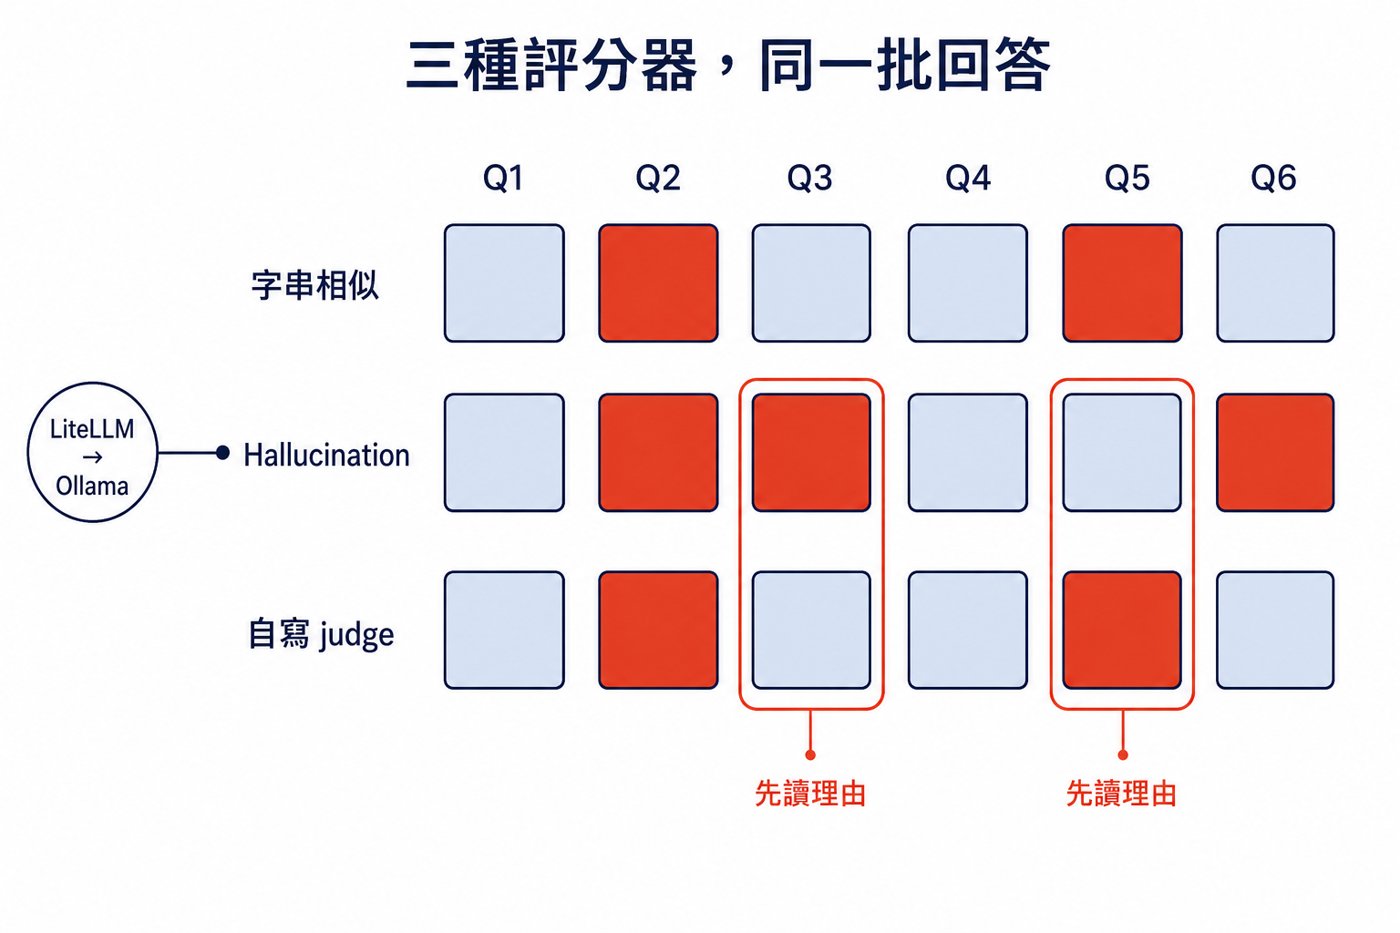 三種評分器，同一批回答
Q1 Q2 Q3 Q4 Q5 Q6
字串相似
LiteLLM
→
Ollama
Hallucination
自寫 judge
先讀理由 先讀理由